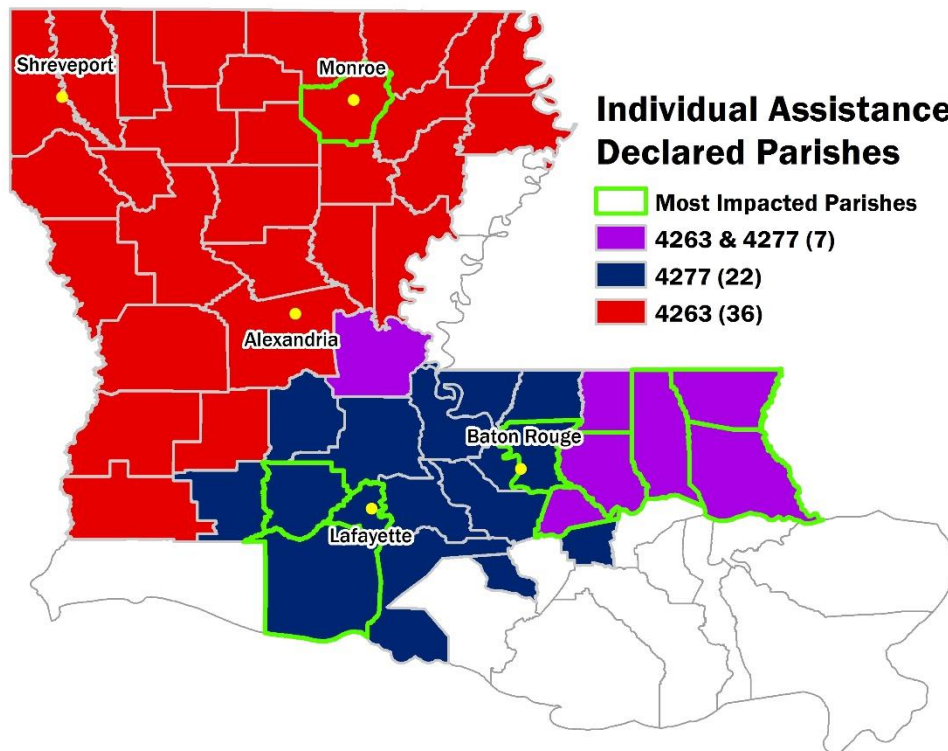 Shreveport
Monroe
Individual Assistance
Declared Parishes
Most Impacted Parishes
4263 & 4277 (7)
4277 (22)
4263 (36)
Alexandria
Baton Rouge
Lafayette